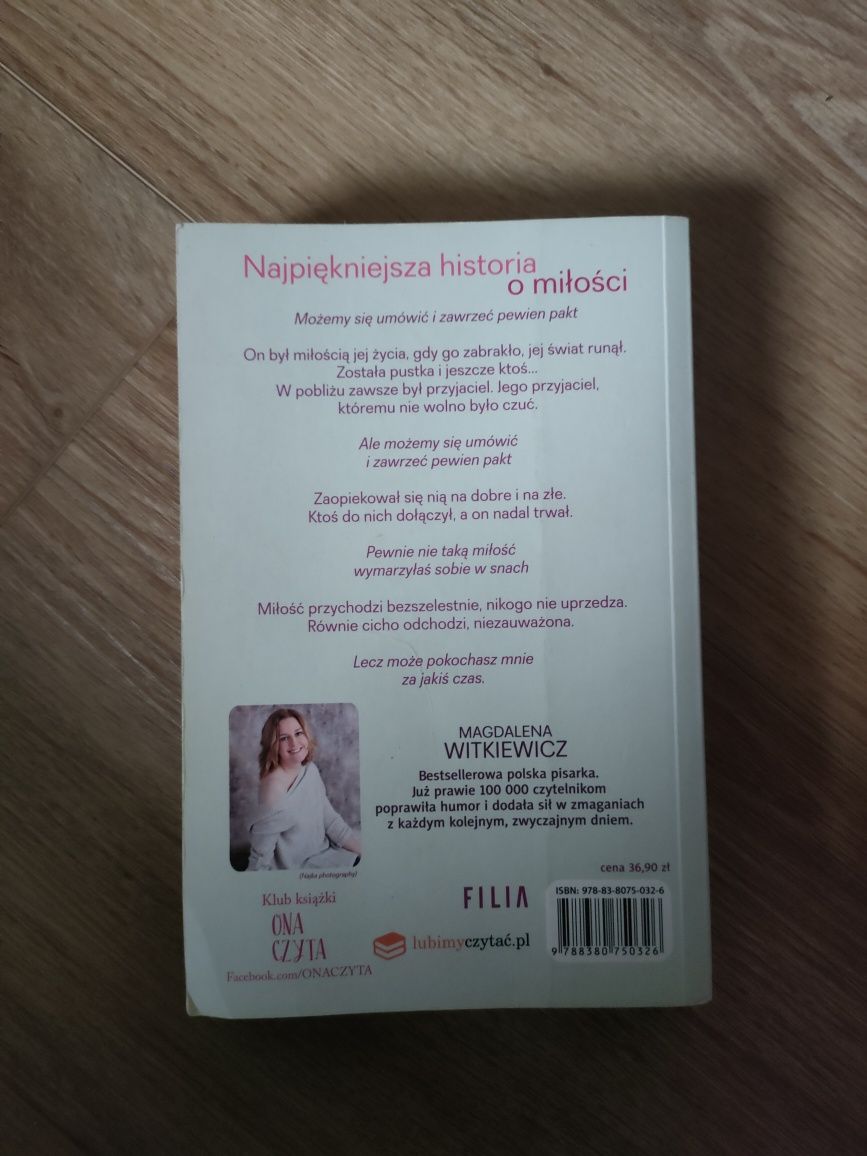 Najpiękniejsza historia
o miłości
Możemy się umówić i zawrzeć pewien pakt
On był miłością jej życia, gdy go zabrakło, jej świat runął.
Została pustka i jeszcze ktoś...
W pobliżu zawsze był przyjaciel. Jego przyjaciel,
któremu nie wolno było czuć.
Ale możemy się umówić
i zawrzeć pewien pakt
Zaopiekował się nią na dobre i na złe.
Ktoś do nich dołączył, a on nadal trwał.
Pewnie nie taką miłość
wymarzyłaś sobie w snach
Miłość przychodzi bezszelestnie, nikogo nie uprzedza.
Równie cicho odchodzi, niezauważona.
Lecz może pokochasz mnie
za jakiś czas.
MAGDALENA
WITKIEWICZ
Bestsellerowa polska pisarka.
Już prawie 100 000 czytelnikom
poprawiła humor i dodała sił w zmaganiach
z każdym kolejnym, zwyczajnym dniem.
(Najka photography)
cena 36,90 zł
Klub książki
ONA
CZYTA
Facebook.com/ONACZYTA
FILIA
lubimyczytać.pl
ISBN: 978-83-8075-032-6
9 788380 750326